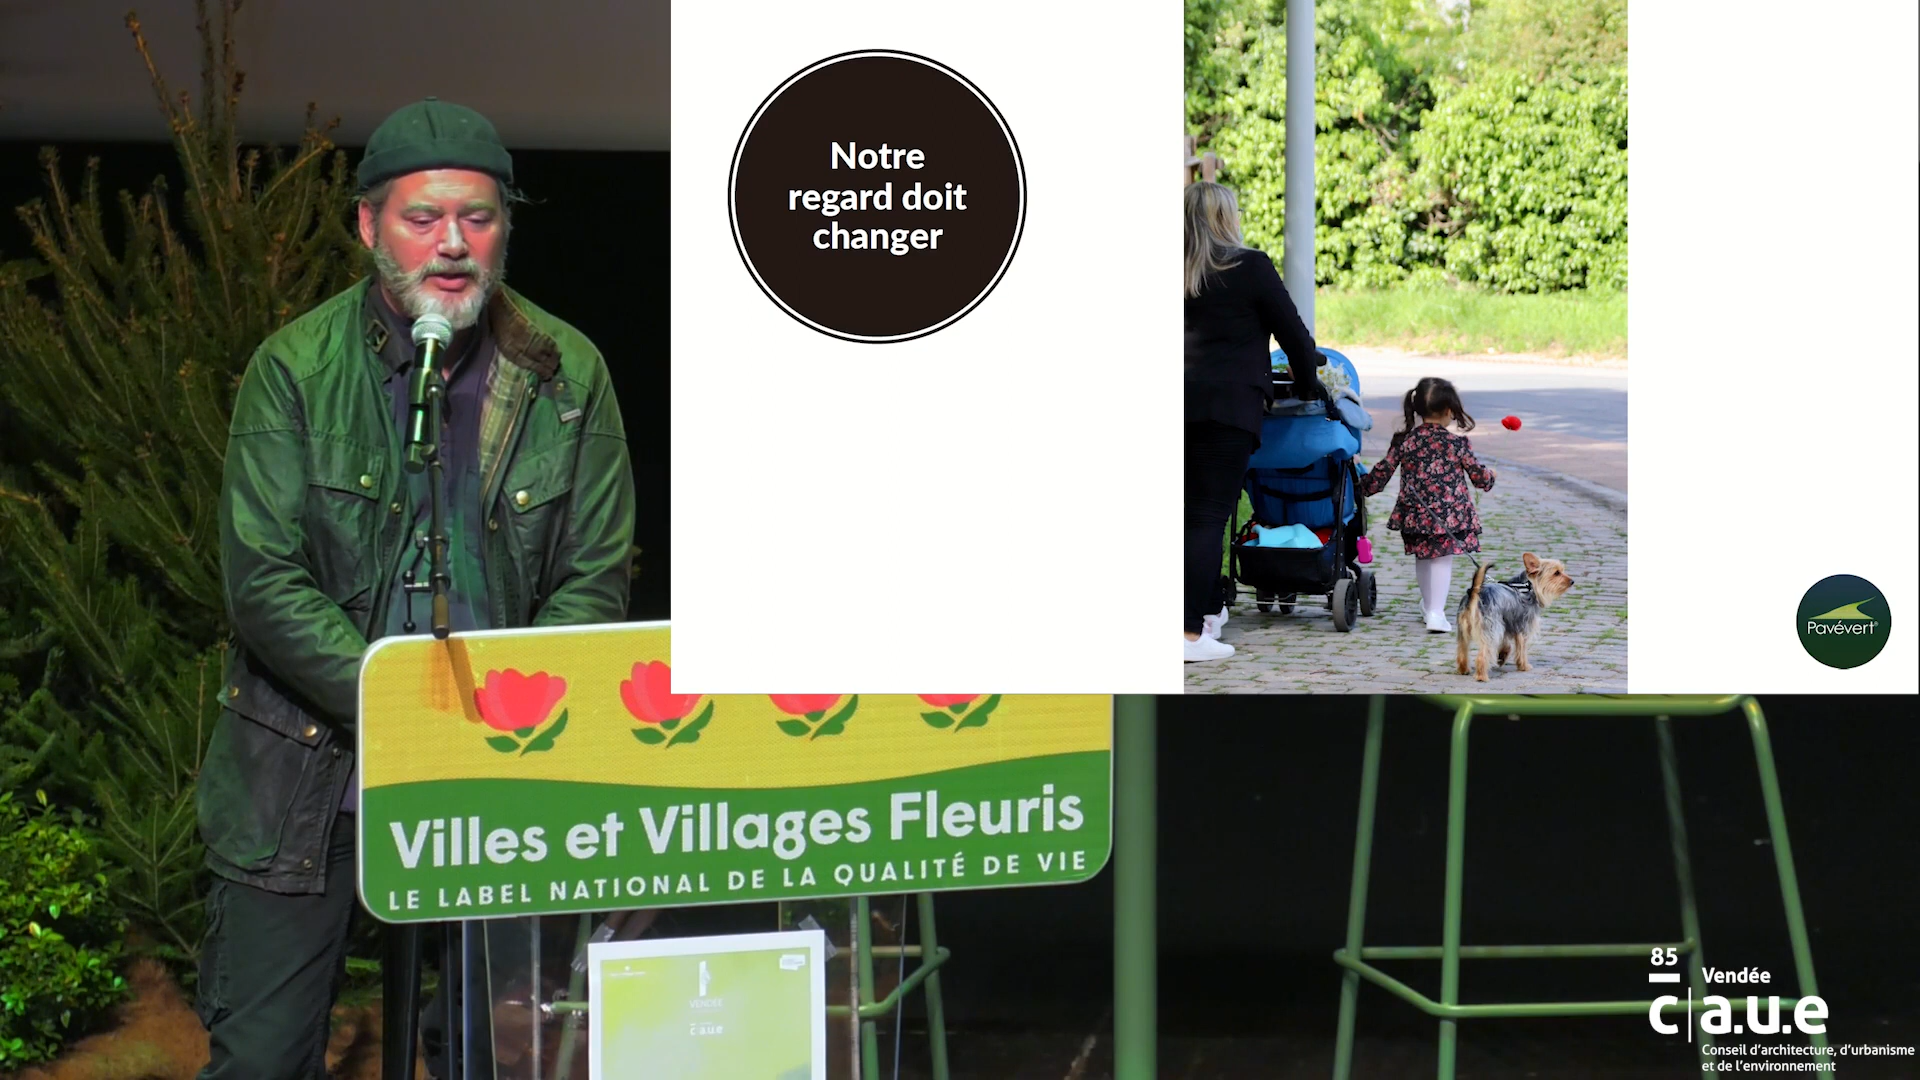 Notre
regard doit
changer
Pavévert®
Villes et Villages Fleuris
LE LABEL NATIONAL DE LA QUALITÉ DE VIE
VENDÉE
c|a.u.e
85
Vendée
c|a.u.e
Conseil d'architecture, d'urbanisme
et de l'environnement